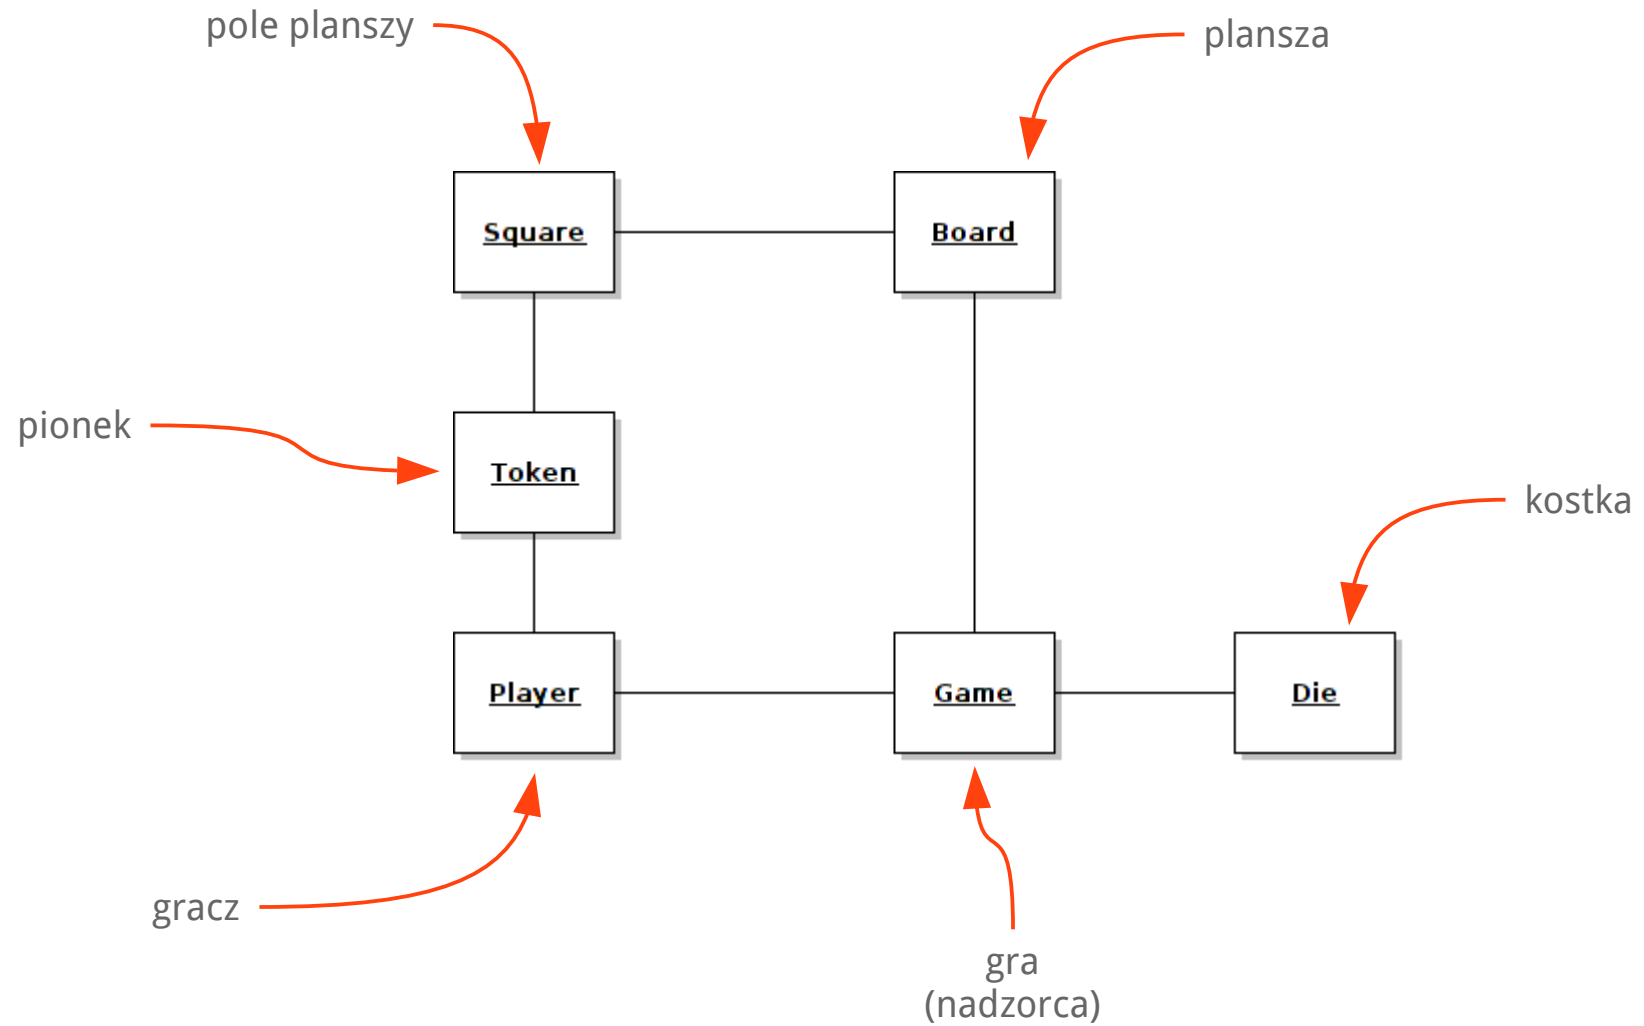 pole planszy
plansza
Square
Board
pionek
Token
kostka
Player
Game
Die
gracz
gra
(nadzorca)